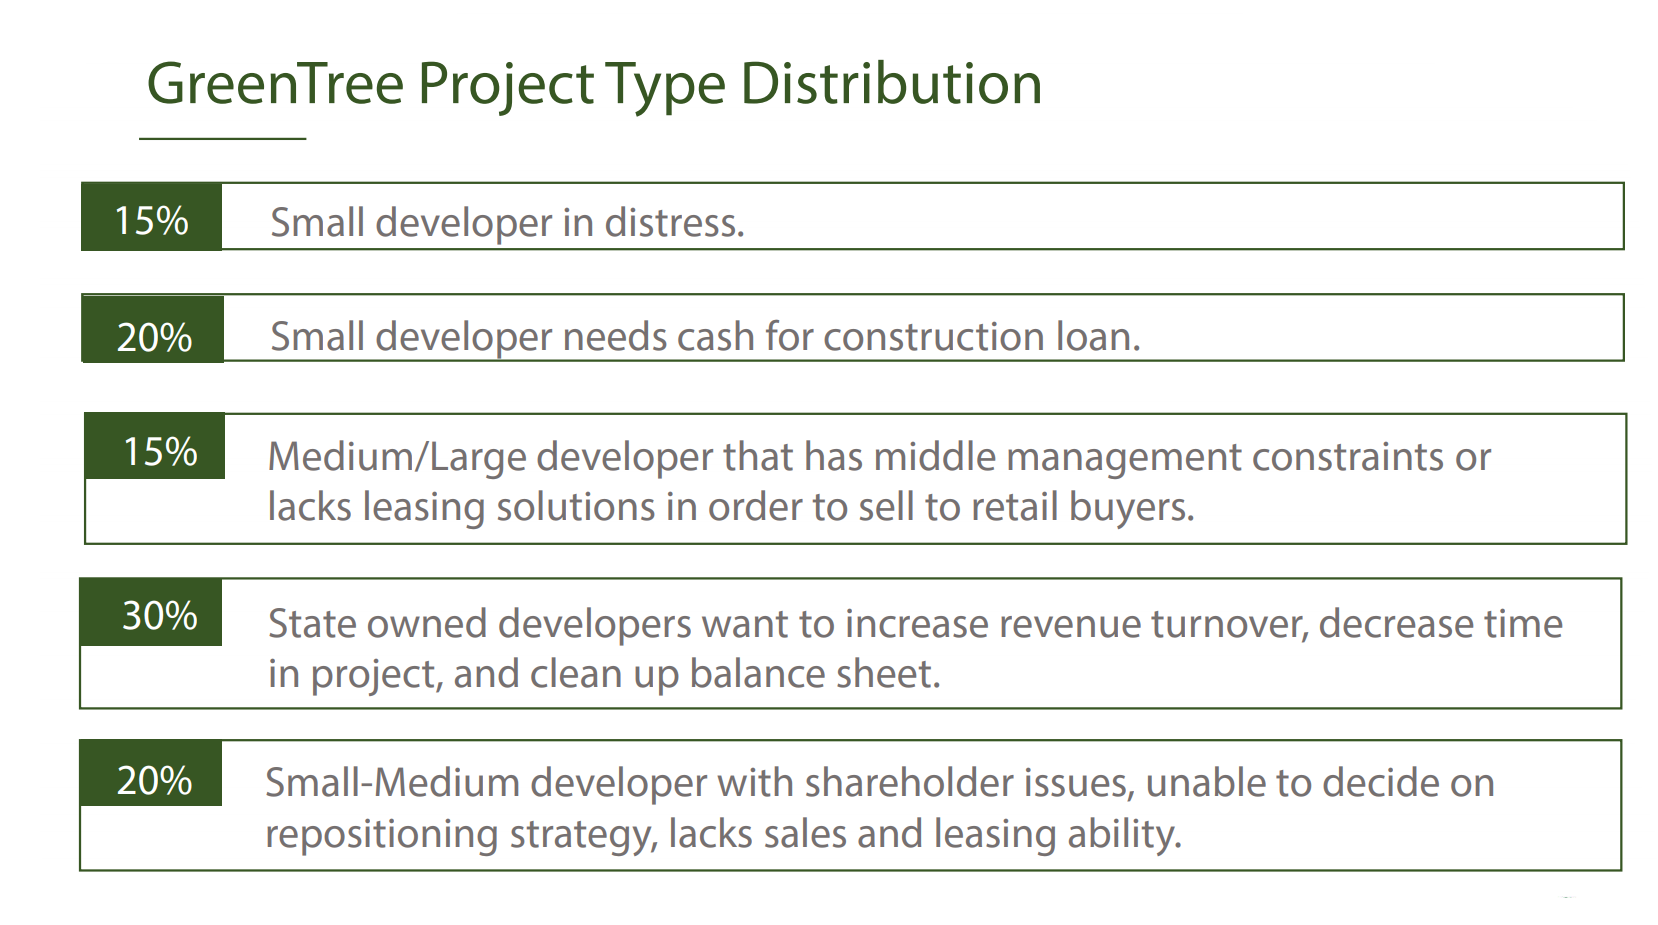 GreenTree Project Type Distribution
15%
Small developer in distress.
20%
Small developer needs cash for construction loan.
15%
Medium/Large developer that has middle management constraints or
lacks leasing solutions in order to sell to retail buyers.
30%
State owned developers want to increase revenue turnover, decrease time
in project, and clean up balance sheet.
20%
Small-Medium developer with shareholder issues, unable to decide on
repositioning strategy, lacks sales and leasing ability.